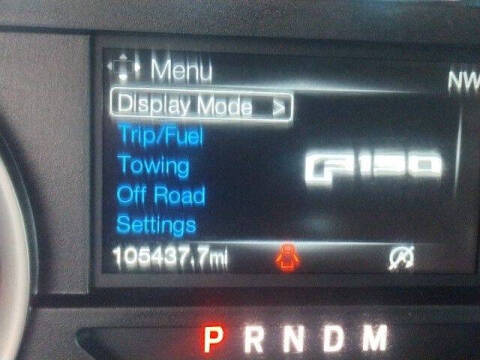 Menu
NW
Display Mode >
Trip/Fuel
Towing
F150
Off Road
Settings
105437.7mi
P R N D M